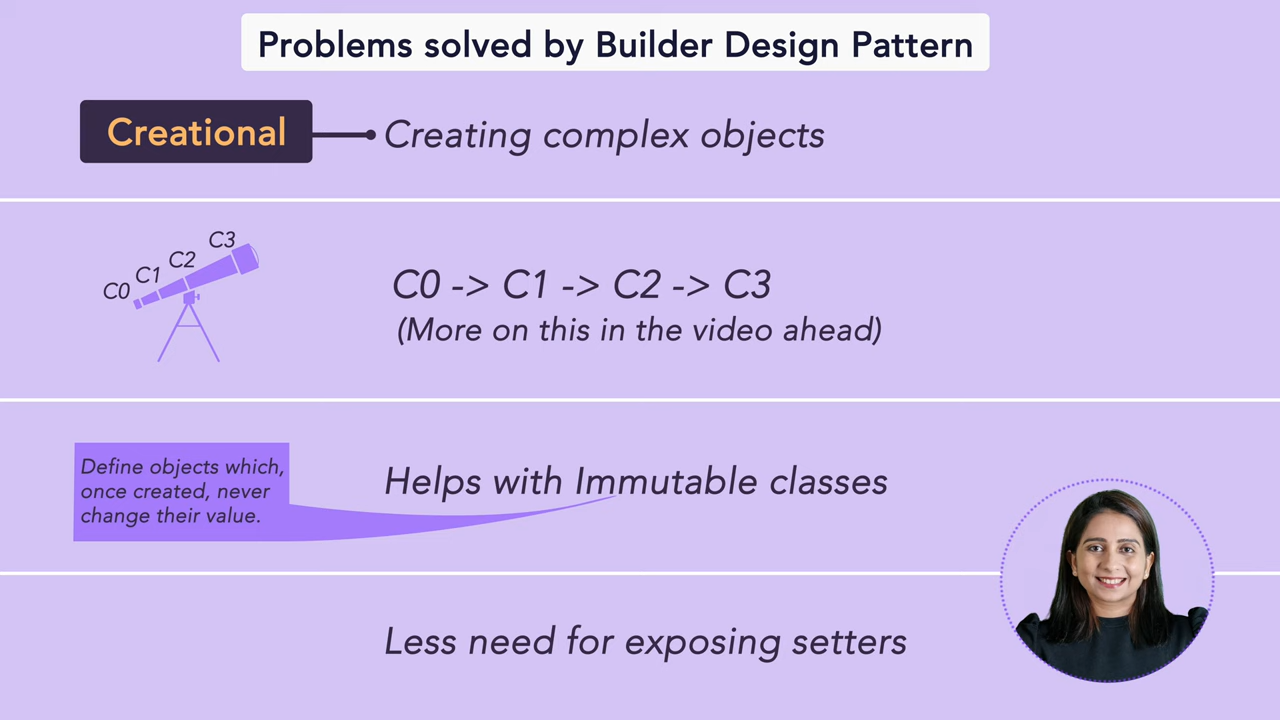 Problems solved by Builder Design Pattern
Creational
Creating complex objects
C0
C1
C2
C3
C0 -> C1 -> C2 -> C3
(More on this in the video ahead)
Define objects which,
once created, never
change their value.
Helps with Immutable classes
Less need for exposing setters